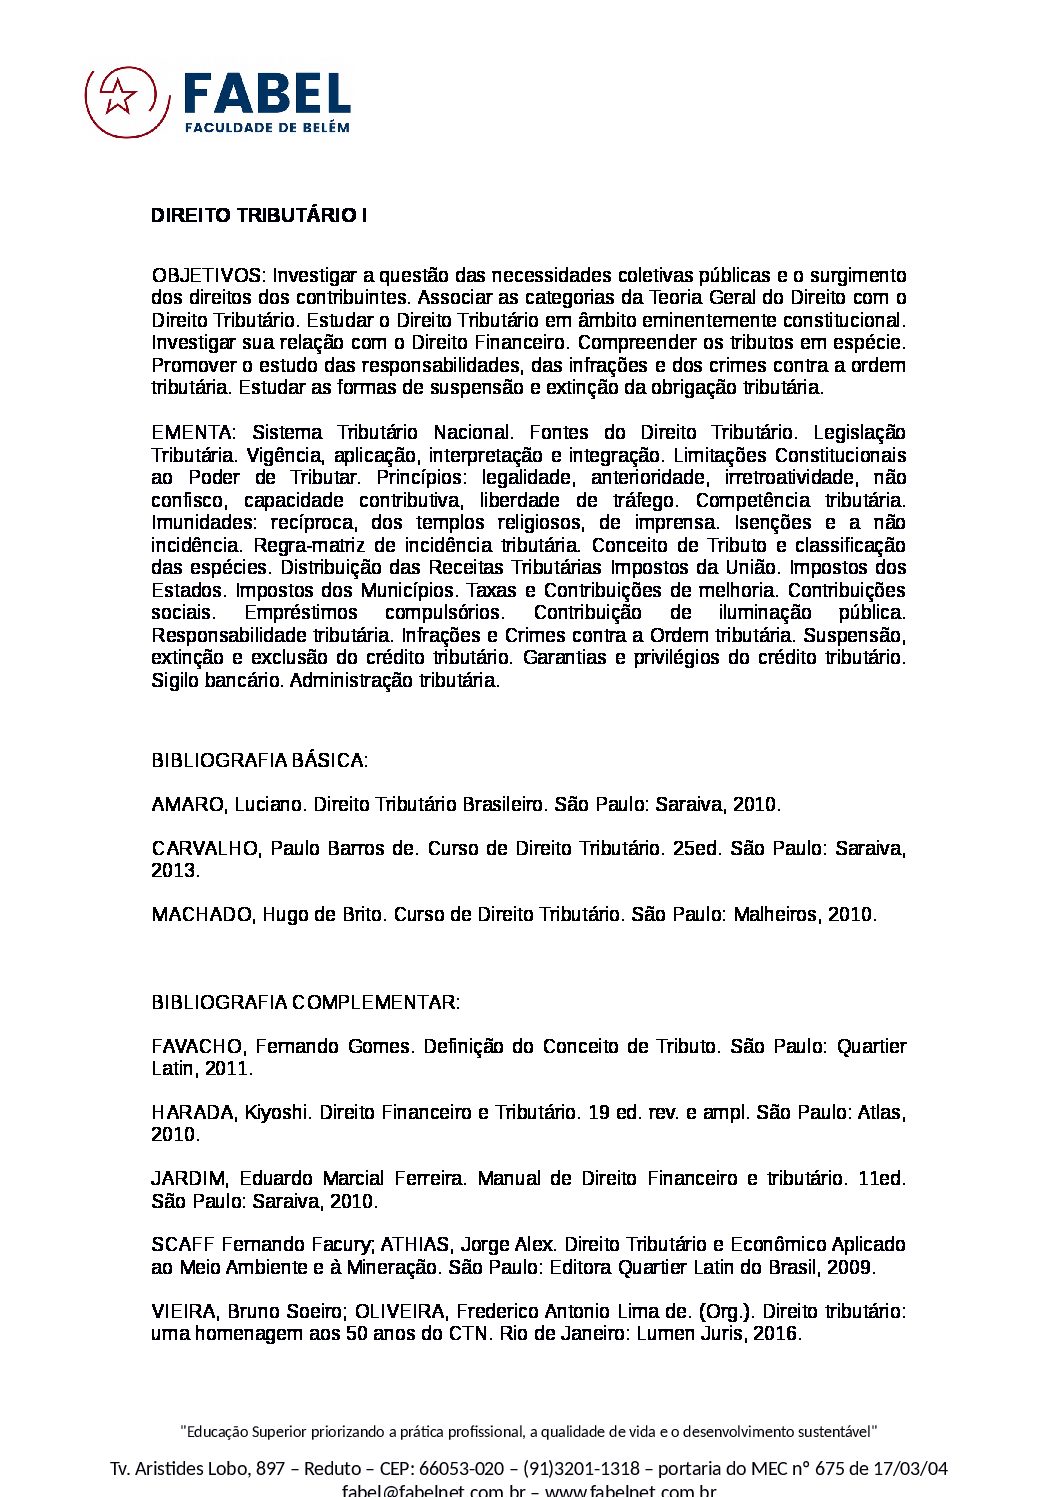 FABEL
FACULDADE DE BELÉM
DIREITO TRIBUTÁRIO I
OBJETIVOS: Investigar a questão das necessidades coletivas públicas e o surgimento
dos direitos dos contribuintes. Associar as categorias da Teoria Geral do Direito com o
Direito Tributário. Estudar o Direito Tributário em âmbito eminentemente constitucional.
Investigar sua relação com o Direito Financeiro. Compreender os tributos em espécie.
Promover o estudo das responsabilidades, das infrações e dos crimes contra a ordem
tributária. Estudar as formas de suspensão e extinção da obrigação tributária.
EMENTA: Sistema Tributário Nacional. Fontes do Direito Tributário. Legislação
Tributária. Vigência, aplicação, interpretação e integração. Limitações Constitucionais
ao Poder de Tributar. Princípios: legalidade, anterioridade, irretroatividade, não
confisco, capacidade contributiva, liberdade de tráfego. Competência tributária.
Imunidades: recíproca, dos templos religiosos, de imprensa. Isenções e a não
incidência. Regra-matriz de incidência tributária. Conceito de Tributo e classificação
das espécies. Distribuição das Receitas Tributárias Impostos da União. Impostos dos
Estados. Impostos dos Municípios. Taxas e Contribuições de melhoria. Contribuições
sociais. Empréstimos compulsórios. Contribuição de iluminação pública.
Responsabilidade tributária. Infrações e Crimes contra a Ordem tributária. Suspensão,
extinção e exclusão do crédito tributário. Garantias e privilégios do crédito tributário.
Sigilo bancário. Administração tributária.
BIBLIOGRAFIA BÁSICA:
AMARO, Luciano. Direito Tributário Brasileiro. São Paulo: Saraiva, 2010.
CARVALHO, Paulo Barros de. Curso de Direito Tributário. 25ed. São Paulo: Saraiva,
2013.
MACHADO, Hugo de Brito. Curso de Direito Tributário. São Paulo: Malheiros, 2010.
BIBLIOGRAFIA COMPLEMENTAR:
FAVACHO, Fernando Gomes. Definição do Conceito de Tributo. São Paulo: Quartier
Latin, 2011.
HARADA, Kiyoshi. Direito Financeiro e Tributário. 19 ed. rev. e ampl. São Paulo: Atlas,
2010.
JARDIM, Eduardo Marcial Ferreira. Manual de Direito Financeiro e tributário. 11ed.
São Paulo: Saraiva, 2010.
SCAFF Fernando Facury; ATHIAS, Jorge Alex. Direito Tributário e Econômico Aplicado
ao Meio Ambiente e à Mineração. São Paulo: Editora Quartier Latin do Brasil, 2009.
VIEIRA, Bruno Soeiro; OLIVEIRA, Frederico Antonio Lima de. (Org.). Direito tributário:
uma homenagem aos 50 anos do CTN. Rio de Janeiro: Lumen Juris, 2016.
"Educação Superior priorizando a prática profissional, a qualidade de vida e o desenvolvimento sustentável"
Tv. Aristides Lobo, 897 – Reduto – CEP: 66053-020 – (91)3201-1318 – portaria do MEC nº 675 de 17/03/04
fabel@fabelnet.com.br – www.fabelnet.com.br